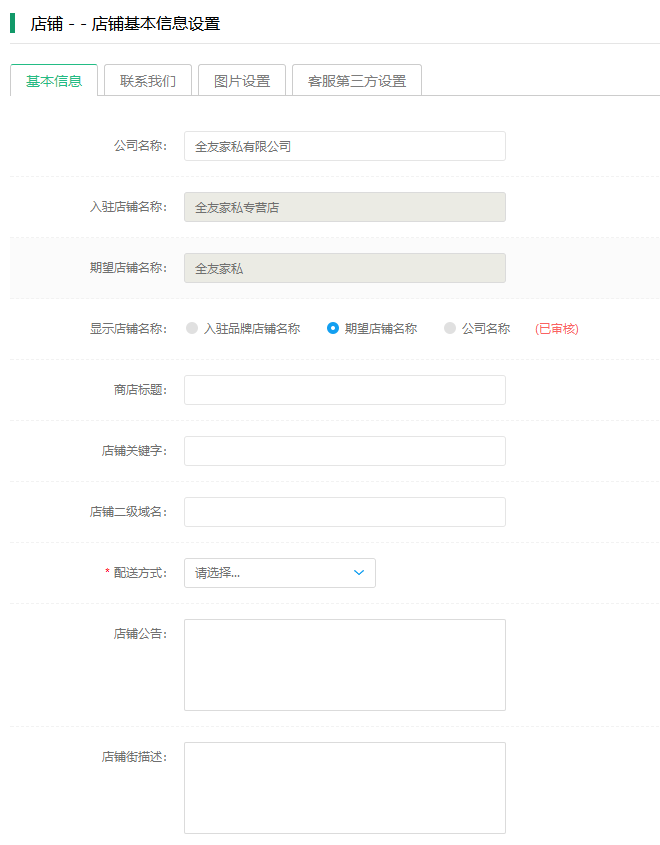 店铺 - - 店铺基本信息设置
基本信息 联系我们 图片设置 客服第三方设置
公司名称： 全友家私有限公司
入驻店铺名称： 全友家私专营店
期望店铺名称： 全友家私
显示店铺名称： 入驻品牌店铺名称 期望店铺名称 公司名称 (已审核)
商店标题：
店铺关键字：
店铺二级域名：
* 配送方式： 请选择...
店铺公告：
店铺街描述：